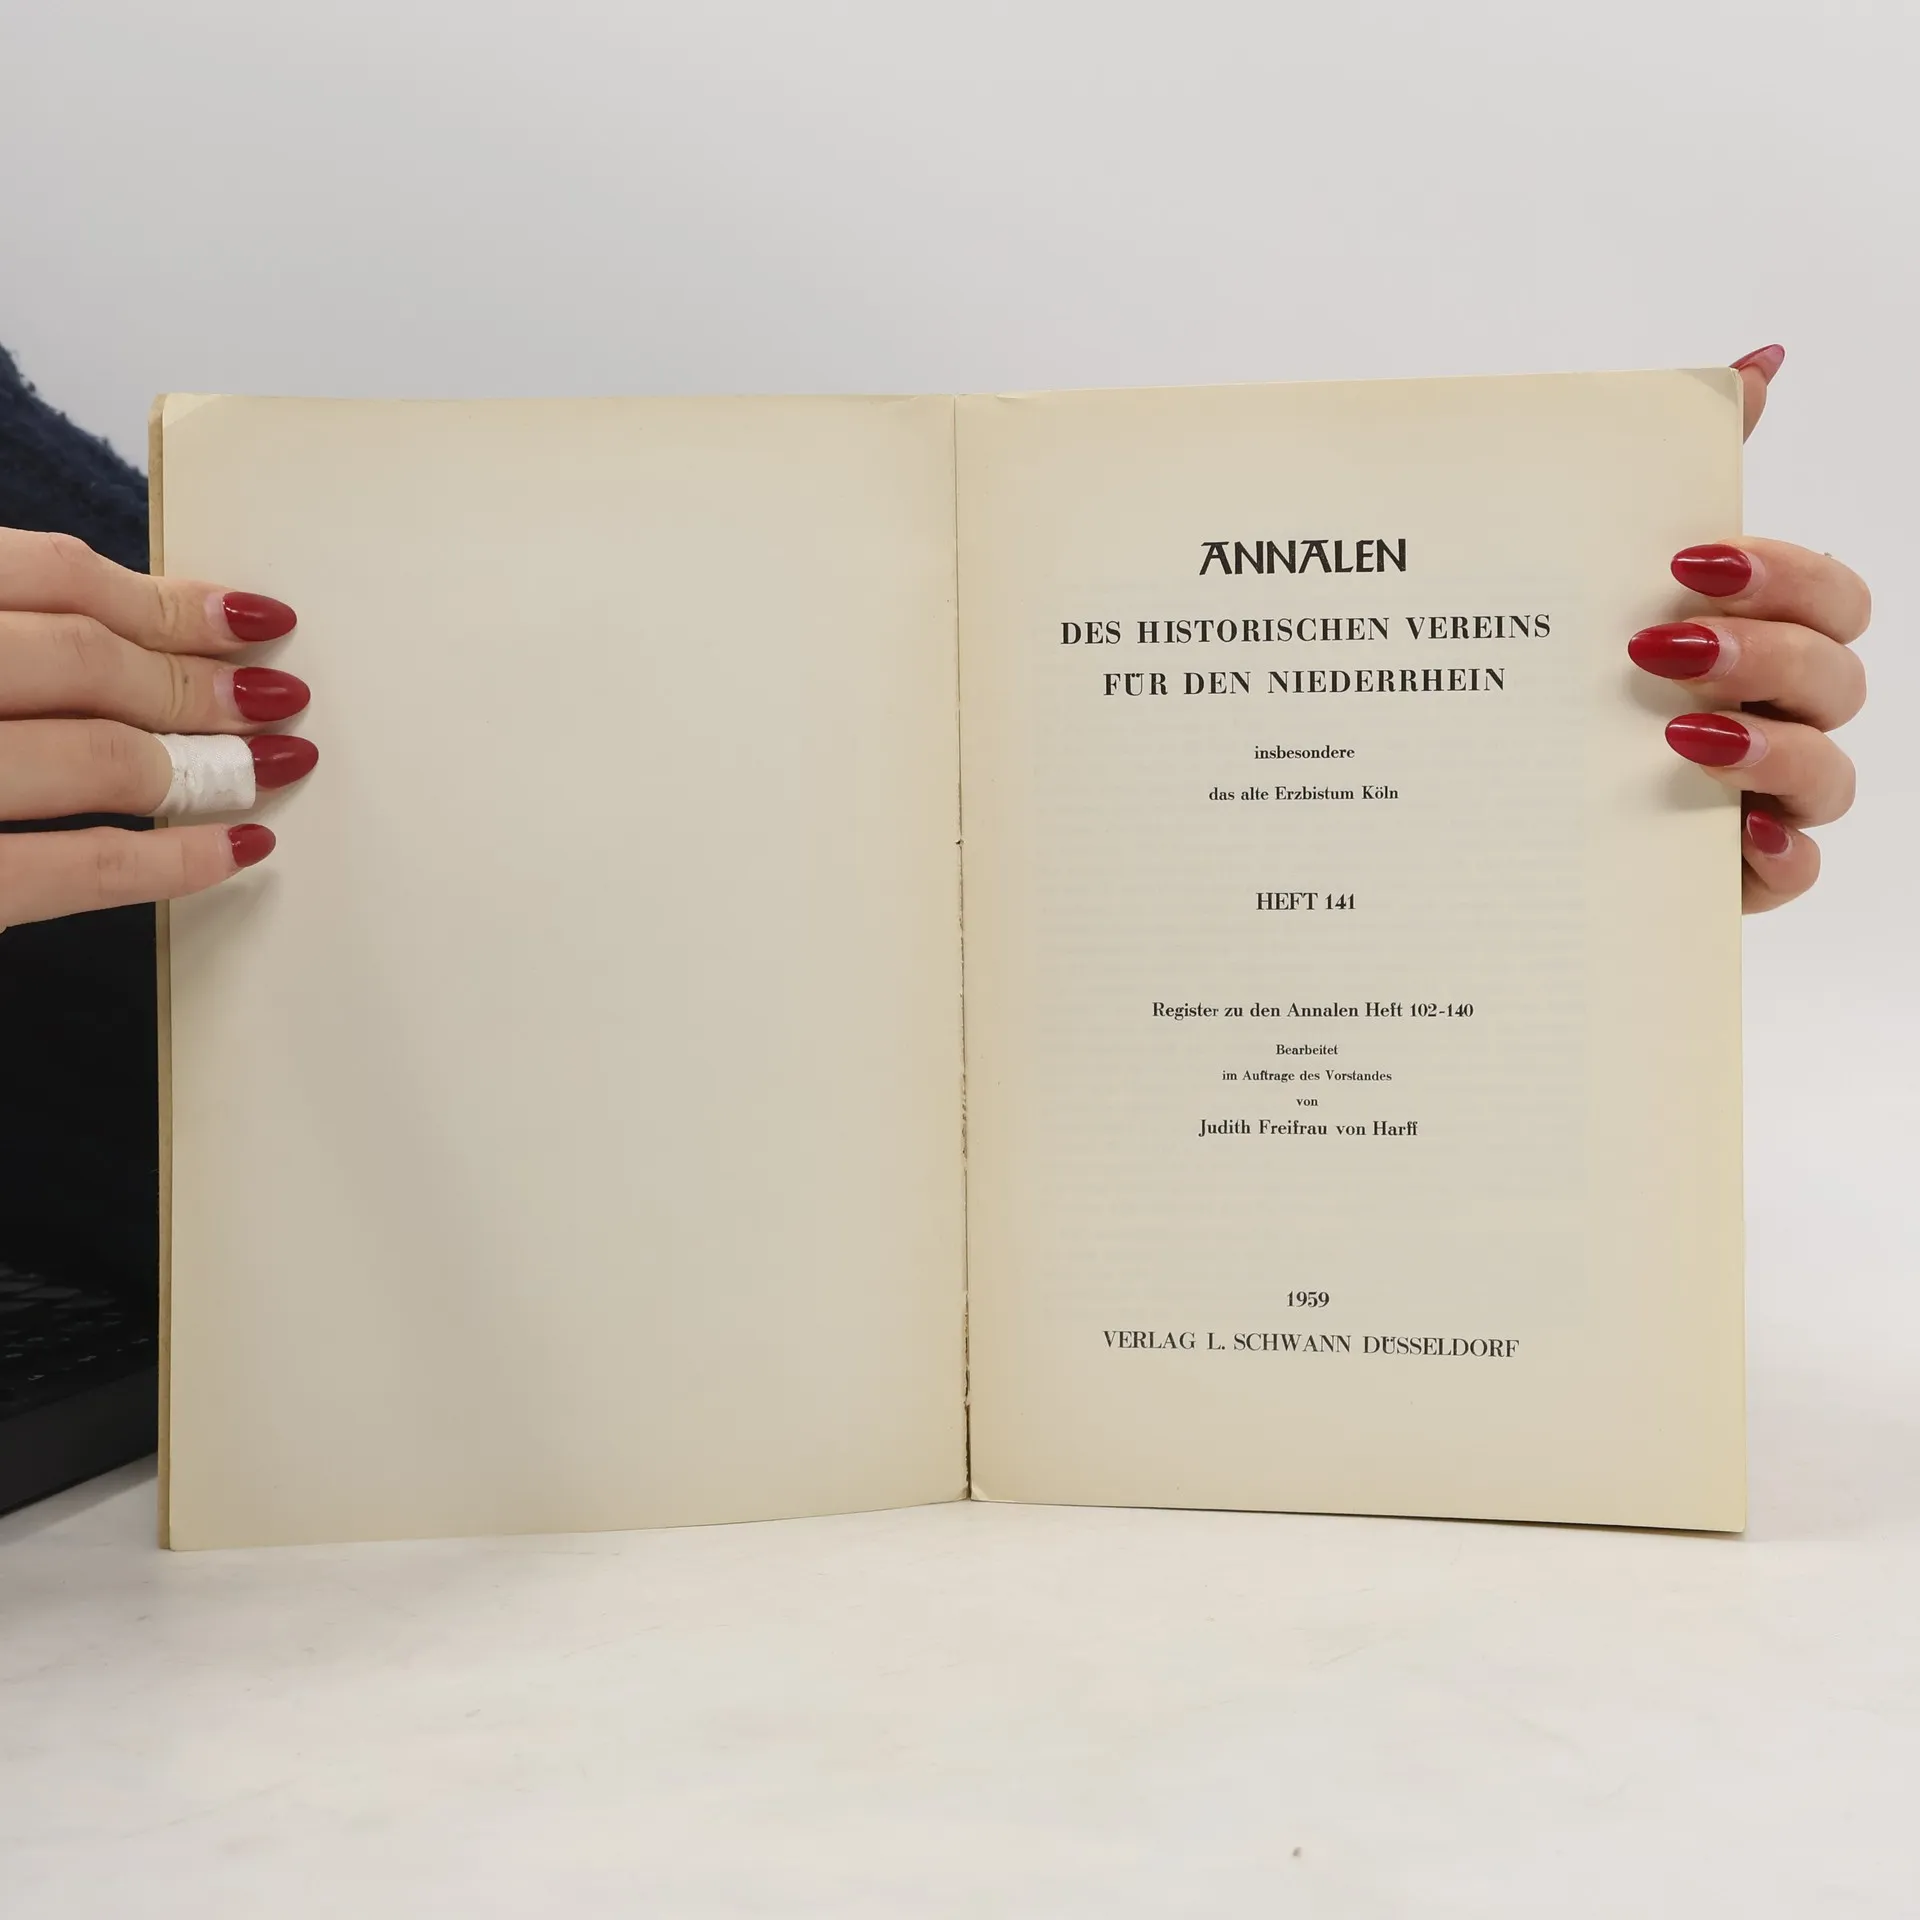 ANNALEN
DES HISTORISCHEN VEREINS
FÜR DEN NIEDERRHEIN
insbesondere
das alte Erzbistum Köln
HEFT 141
Register zu den Annalen Heft 102-140
Bearbeitet
im Auftrage des Vorstandes
von
Judith Freifrau von Harff
1959
VERLAG L. SCHWANN DÜSSELDORF